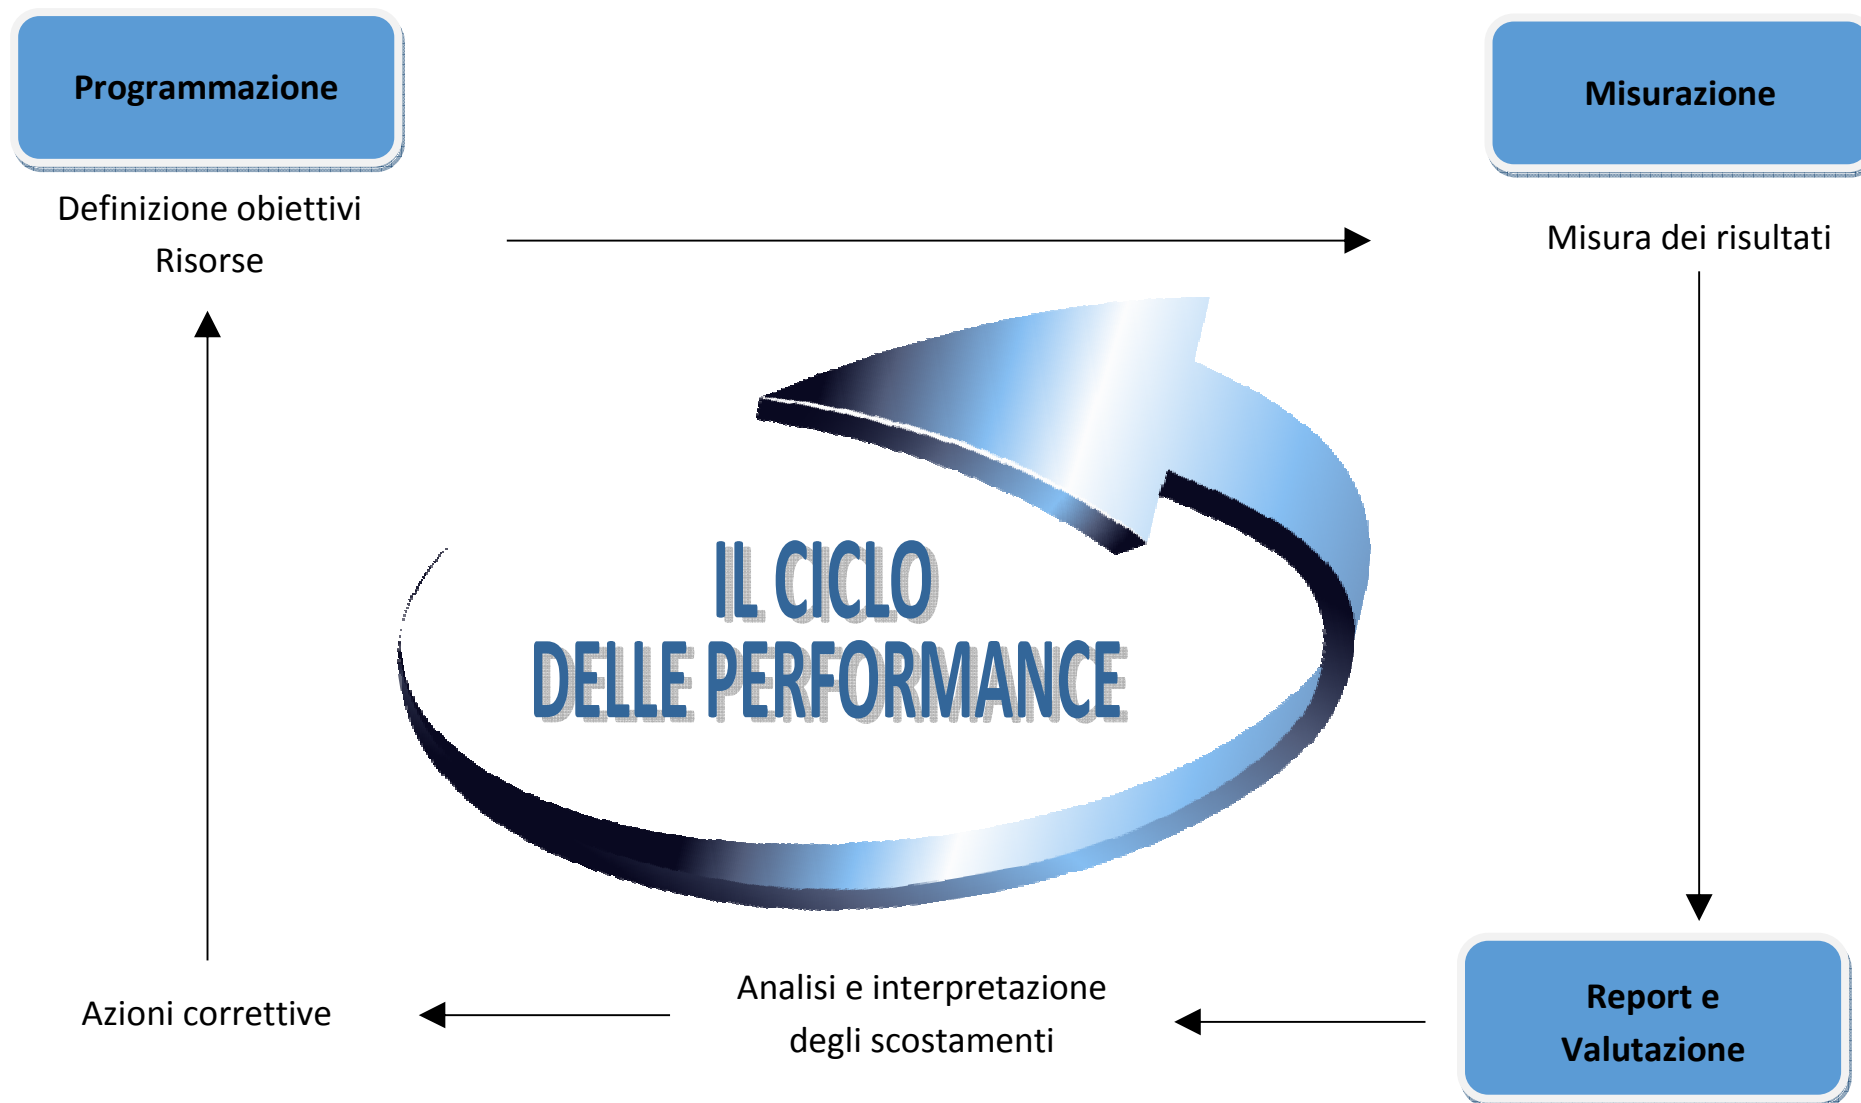 Programmazione
Misurazione
Definizione obiettivi
Risorse
Misura dei risultati
IL CICLO
DELLE PERFORMANCE
Azioni correttive
Analisi e interpretazione
degli scostamenti
Report e
Valutazione